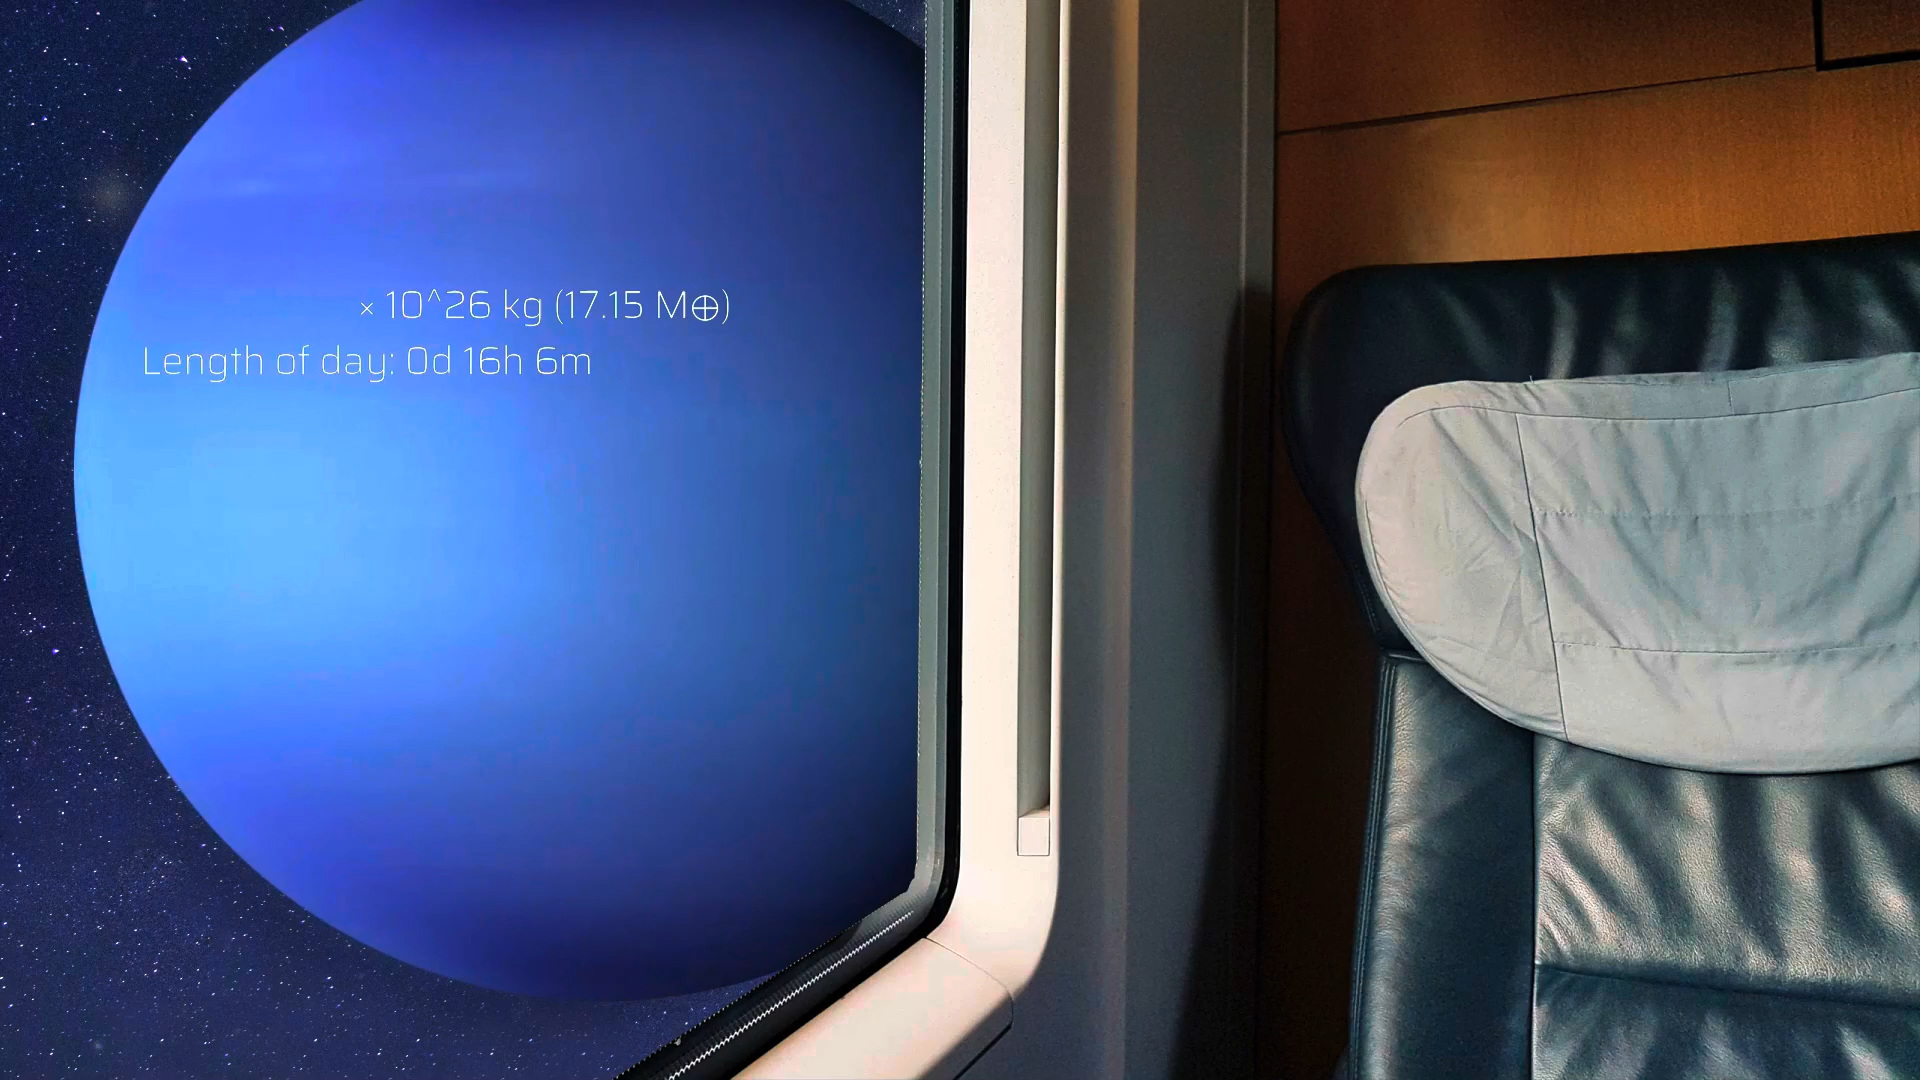 × 10^26 kg (17.15 M⊕)
Length of day: 0d 16h 6m